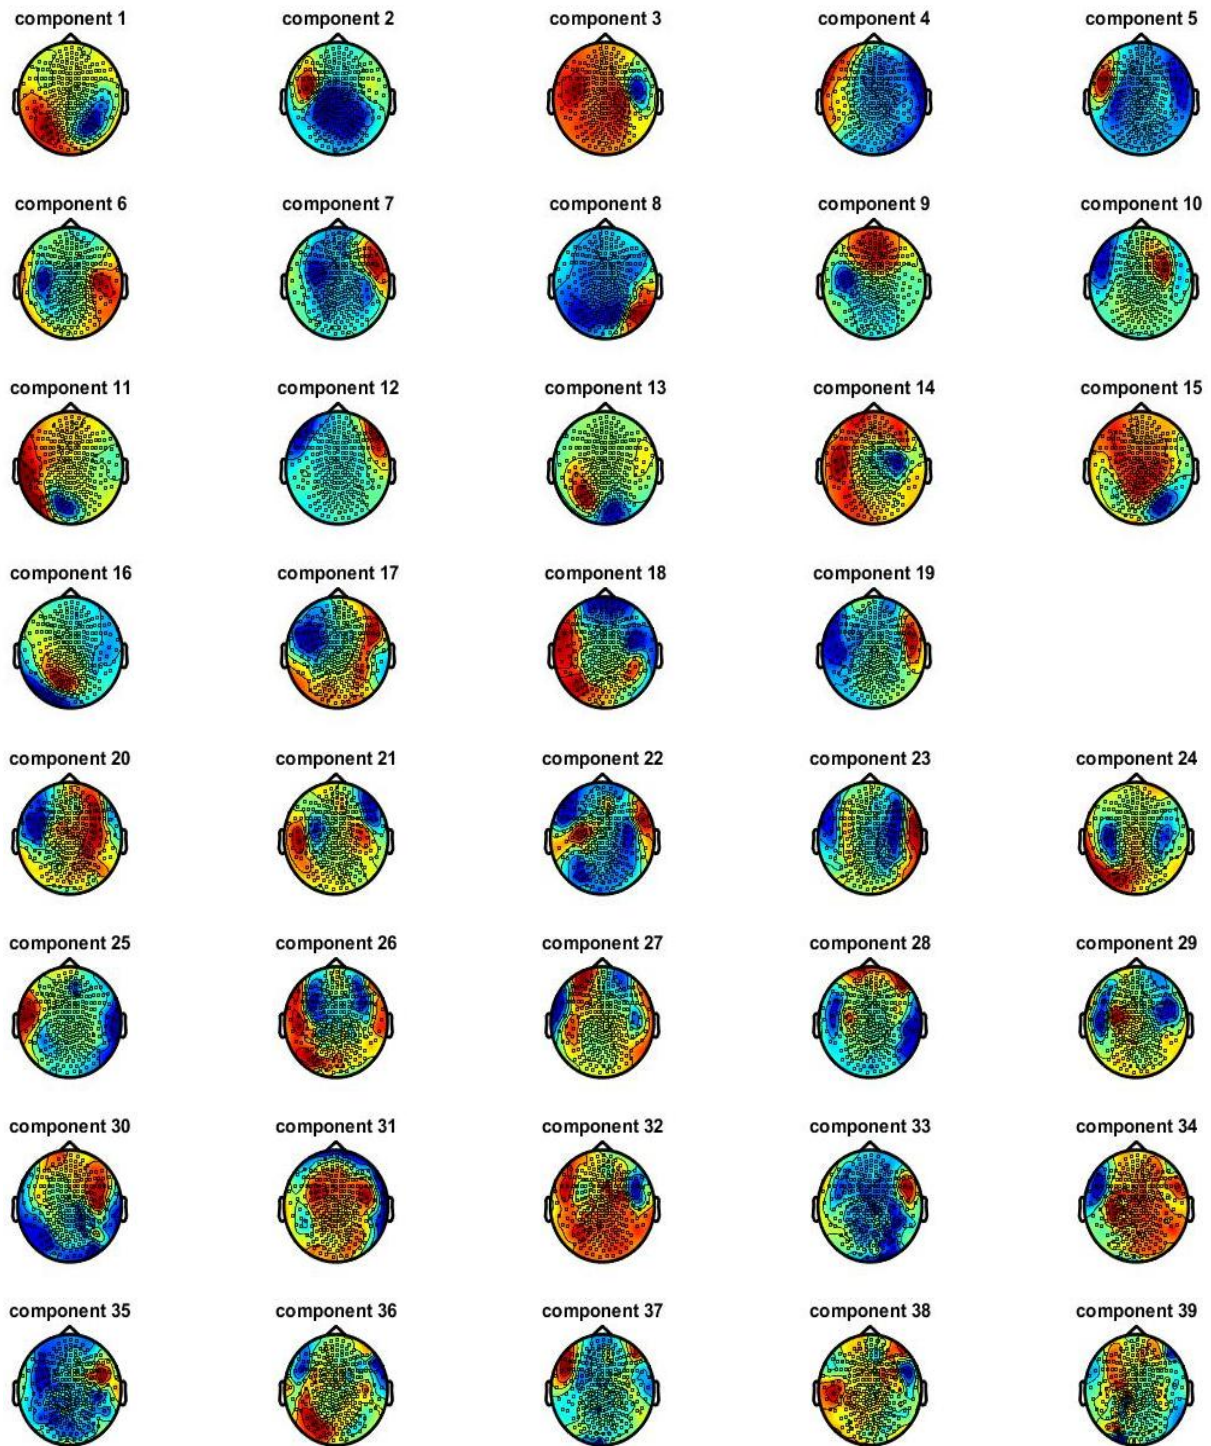 component 1 component 2 component 3 component 4 component 5
component 6 component 7 component 8 component 9 component 10
component 11 component 12 component 13 component 14 component 15
component 16 component 17 component 18 component 19
component 20 component 21 component 22 component 23 component 24
component 25 component 26 component 27 component 28 component 29
component 30 component 31 component 32 component 33 component 34
component 35 component 36 component 37 component 38 component 39